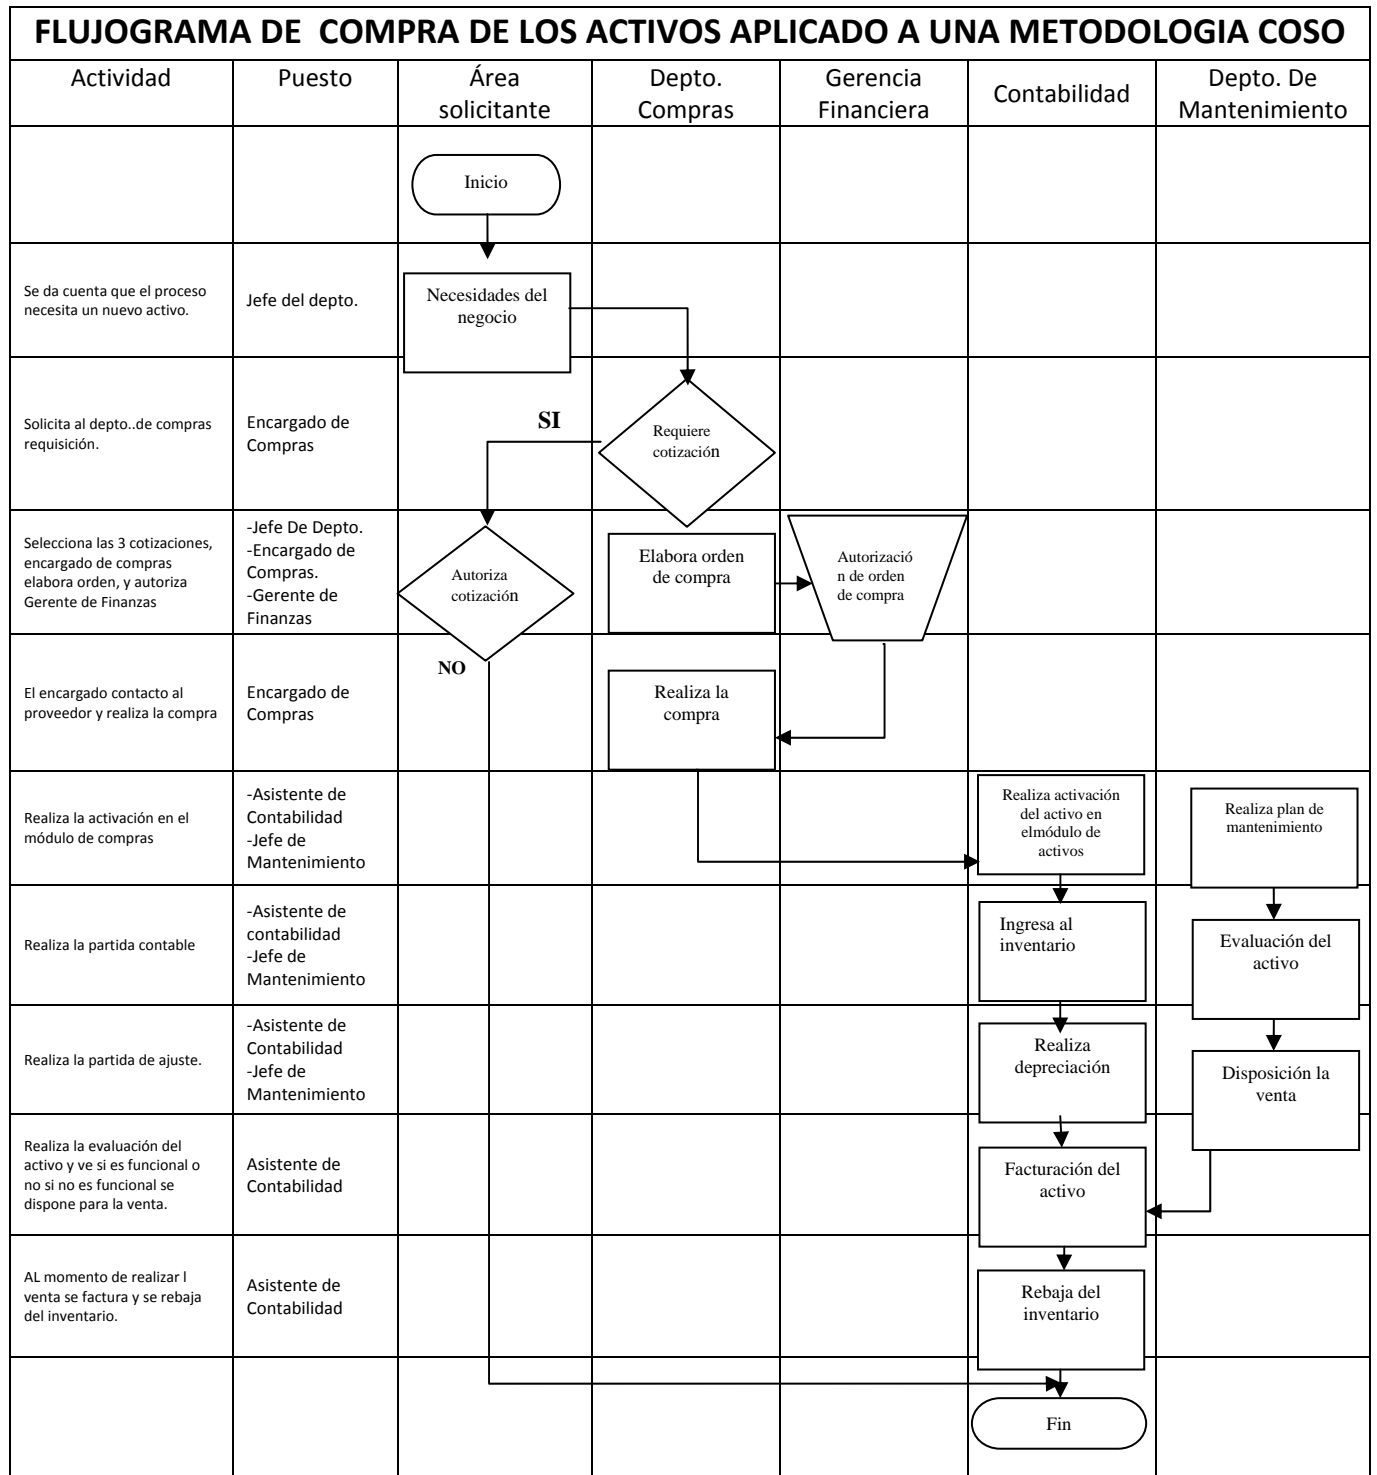 FLUJOGRAMA DE COMPRA DE LOS ACTIVOS APLICADO A UNA METODOLOGIA COSO
Actividad
Puesto
Área
solicitante
Depto.
Compras
Gerencia
Financiera
Contabilidad
Depto. De
Mantenimiento
Inicio
Se da cuenta que el proceso
necesita un nuevo activo.
Jefe del depto.
Necesidades del
negocio
Solicita al depto..de compras
requisición.
Encargado de
Compras
SI
Requiere
cotización
Selecciona las 3 cotizaciones,
encargado de compras
elabora orden, y autoriza
Gerente de Finanzas
-Jefe De Depto.
-Encargado de
Compras.
-Gerente de
Finanzas
Autoriza
cotización
Elabora orden
de compra
Autorizació
n de orden
de compra
NO
El encargado contacto al
proveedor y realiza la compra
Encargado de
Compras
Realiza la
compra
Realiza la activación en el
módulo de compras
-Asistente de
Contabilidad
-Jefe de
Mantenimiento
Realiza activación
del activo en
elmódulo de
activos
Realiza plan de
mantenimiento
Realiza la partida contable
-Asistente de
contabilidad
-Jefe de
Mantenimiento
Ingresa al
inventario
Evaluación del
activo
Realiza la partida de ajuste.
-Asistente de
Contabilidad
-Jefe de
Mantenimiento
Realiza
depreciación
Disposición la
venta
Realiza la evaluación del
activo y ve si es funcional o
no si no es funcional se
dispone para la venta.
Asistente de
Contabilidad
Facturación del
activo
AL momento de realizar l
venta se factura y se rebaja
del inventario.
Asistente de
Contabilidad
Rebaja del
inventario
Fin